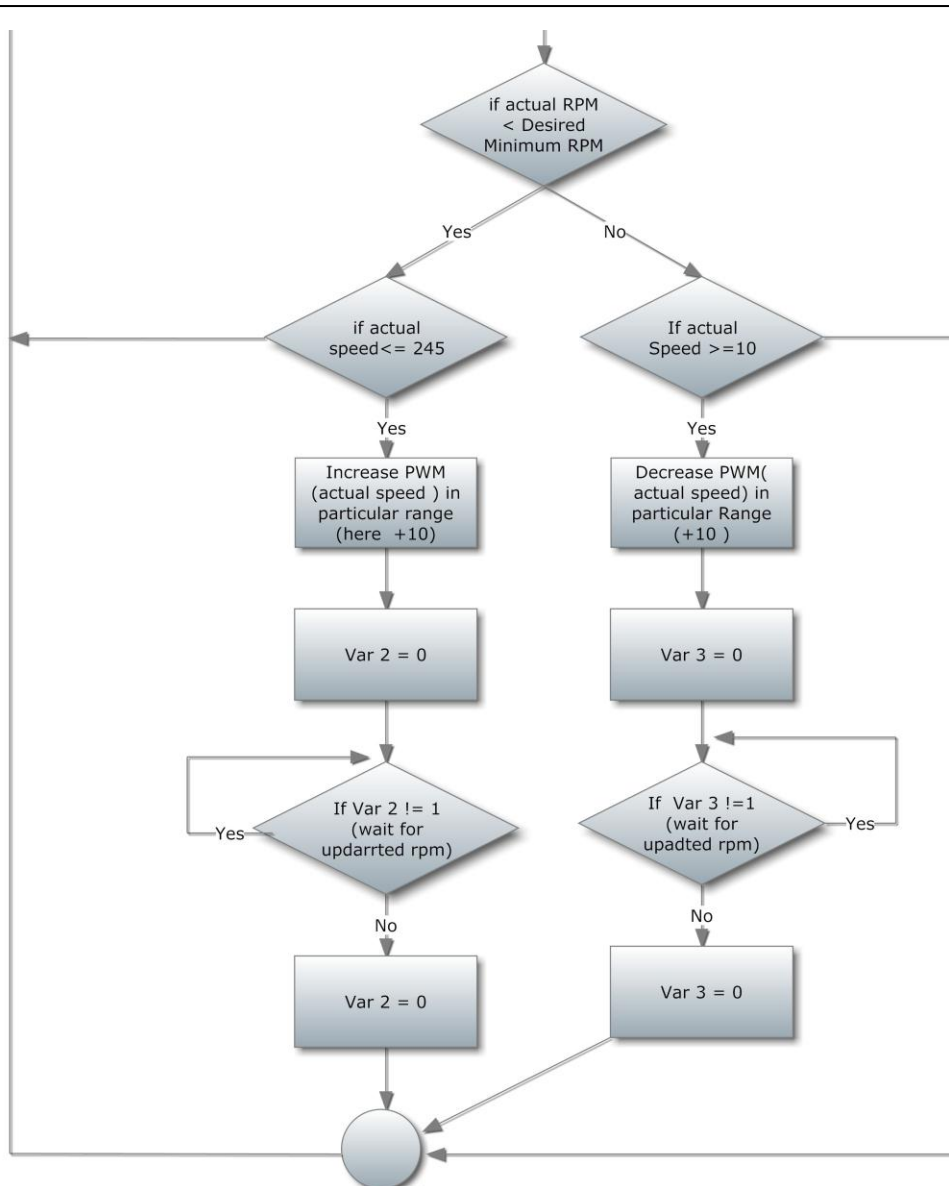 if actual RPM
< Desired
Minimum RPM
Yes
No
if actual
speed<= 245
If actual
Speed >=10
Yes
Yes
Increase PWM
(actual speed ) in
particular range
(here +10)
Decrease PWM(
actual speed) in
particular Range
(+10 )
Var 2 = 0
Var 3 = 0
If Var 2 != 1
(wait for
updarrted rpm)
Yes
If Var 3 !=1
(wait for
upadted rpm)
Yes
No
No
Var 2 = 0
Var 3 = 0